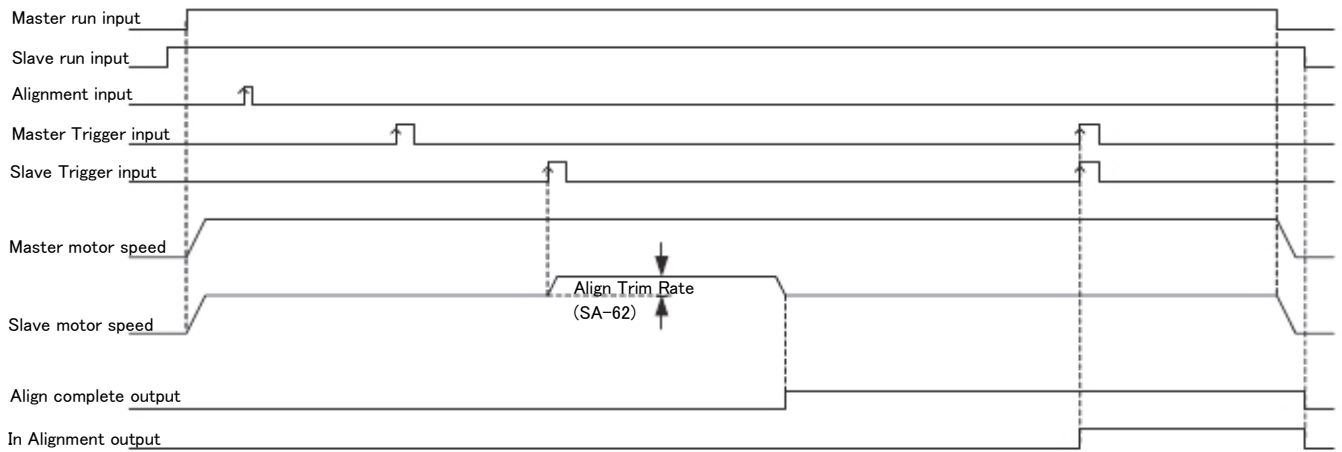 Master run input
Slave run input
Alignment input
Master Trigger input
Slave Trigger input
Master motor speed
Align Trim Rate
(SA-62)
Slave motor speed
Align complete output
In Alignment output